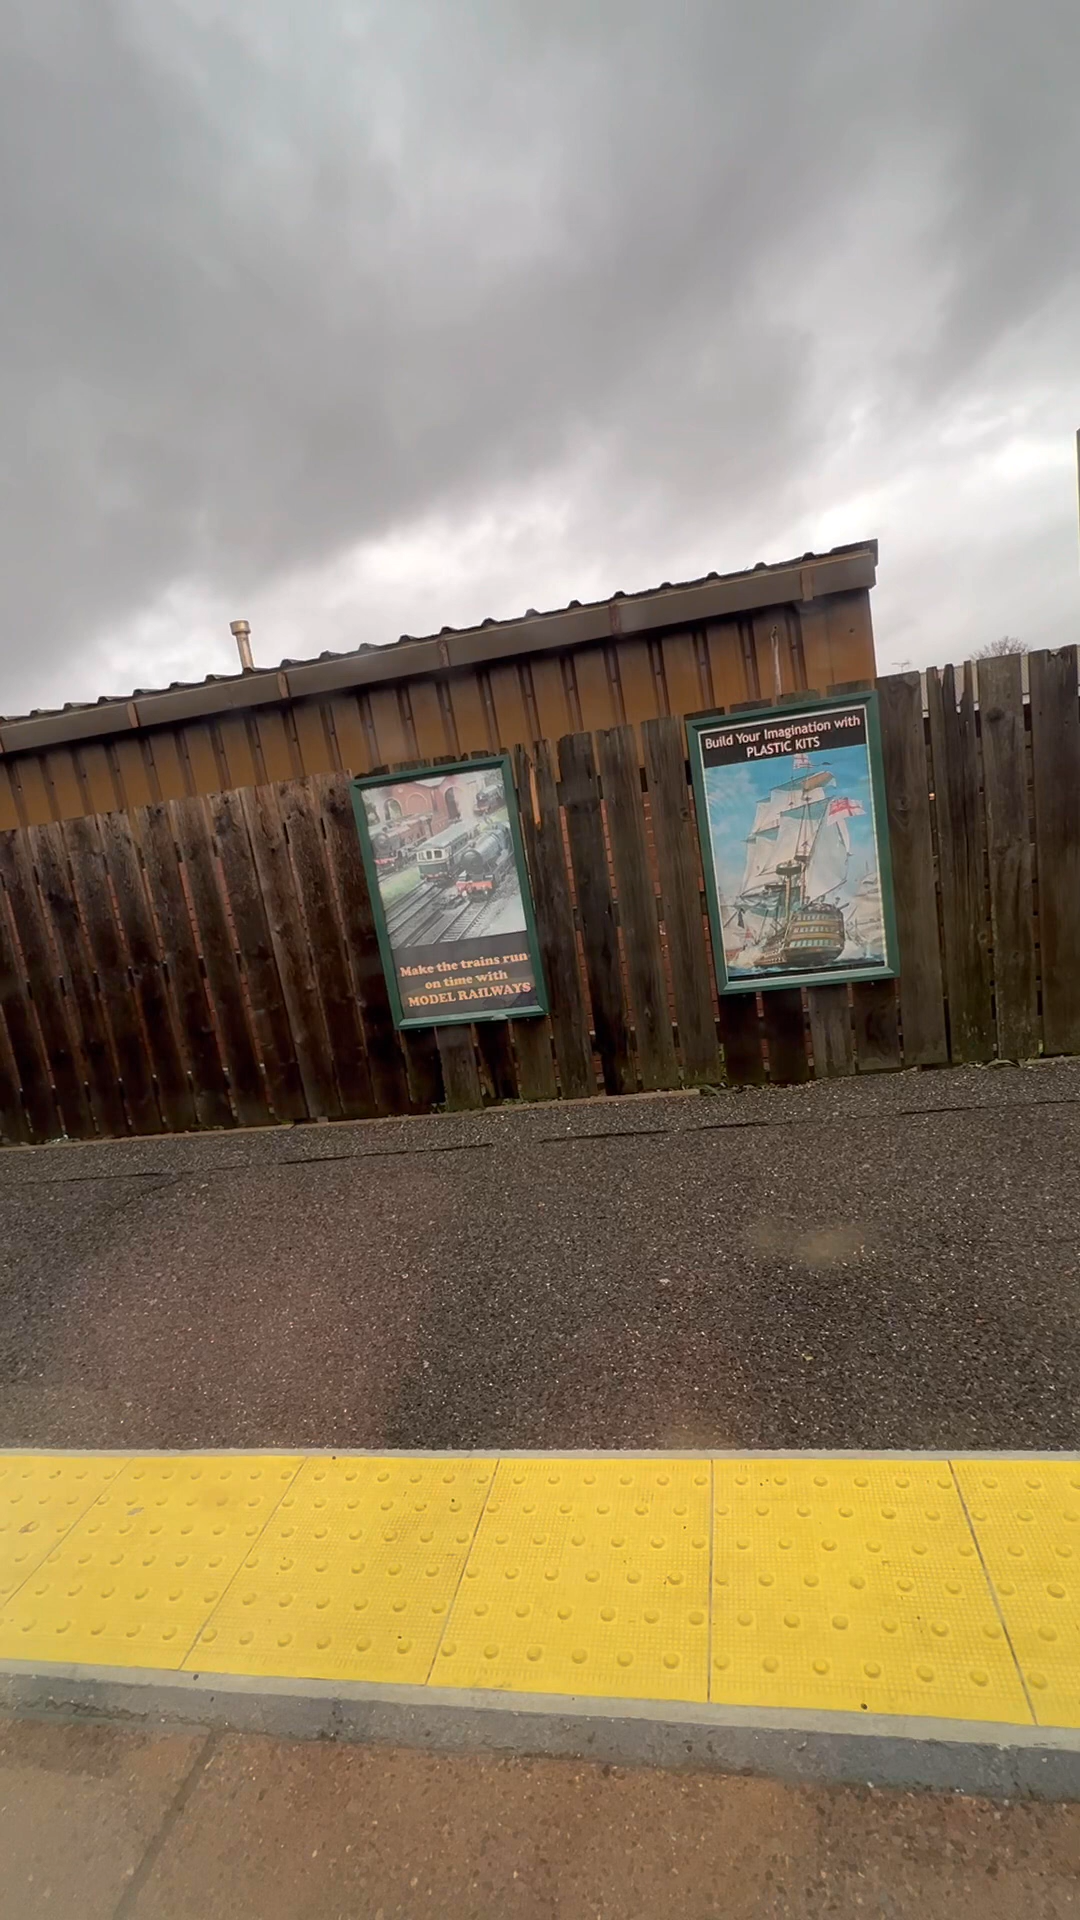 Make the trains run
on time with
MODEL RAILWAYS
Build Your Imagination with
PLASTIC KITS